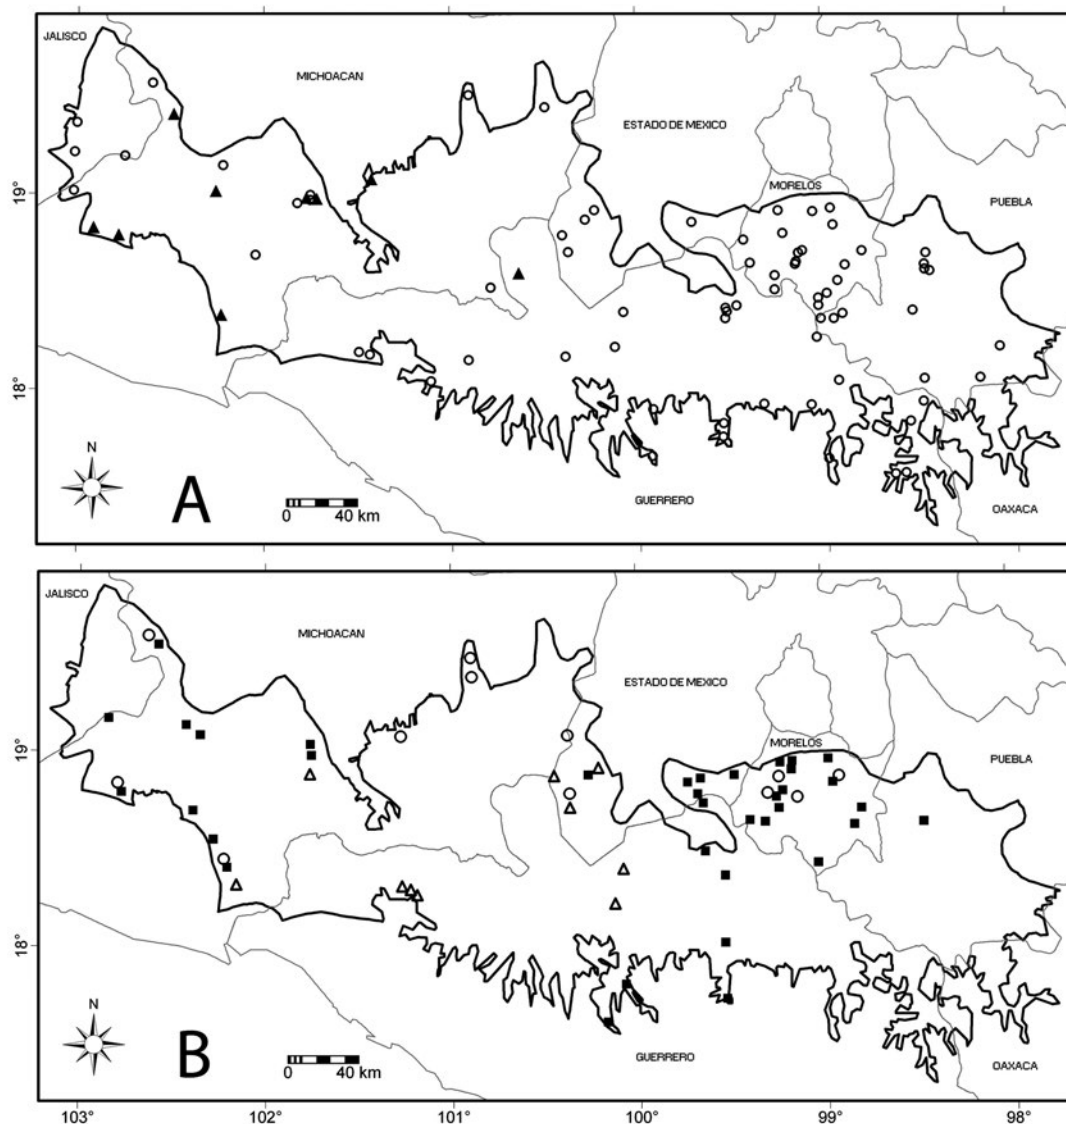 JALISCO
MICHOACAN
ESTADO DE MEXICO
MORELOS
PUEBLA
19°
18°
N
A
0 40 km
GUERRERO
OAXACA
JALISCO
MICHOACAN
ESTADO DE MEXICO
MORELOS
PUEBLA
19°
18°
N
B
0 40 km
GUERRERO
OAXACA
103° 102° 101° 100° 99° 98°